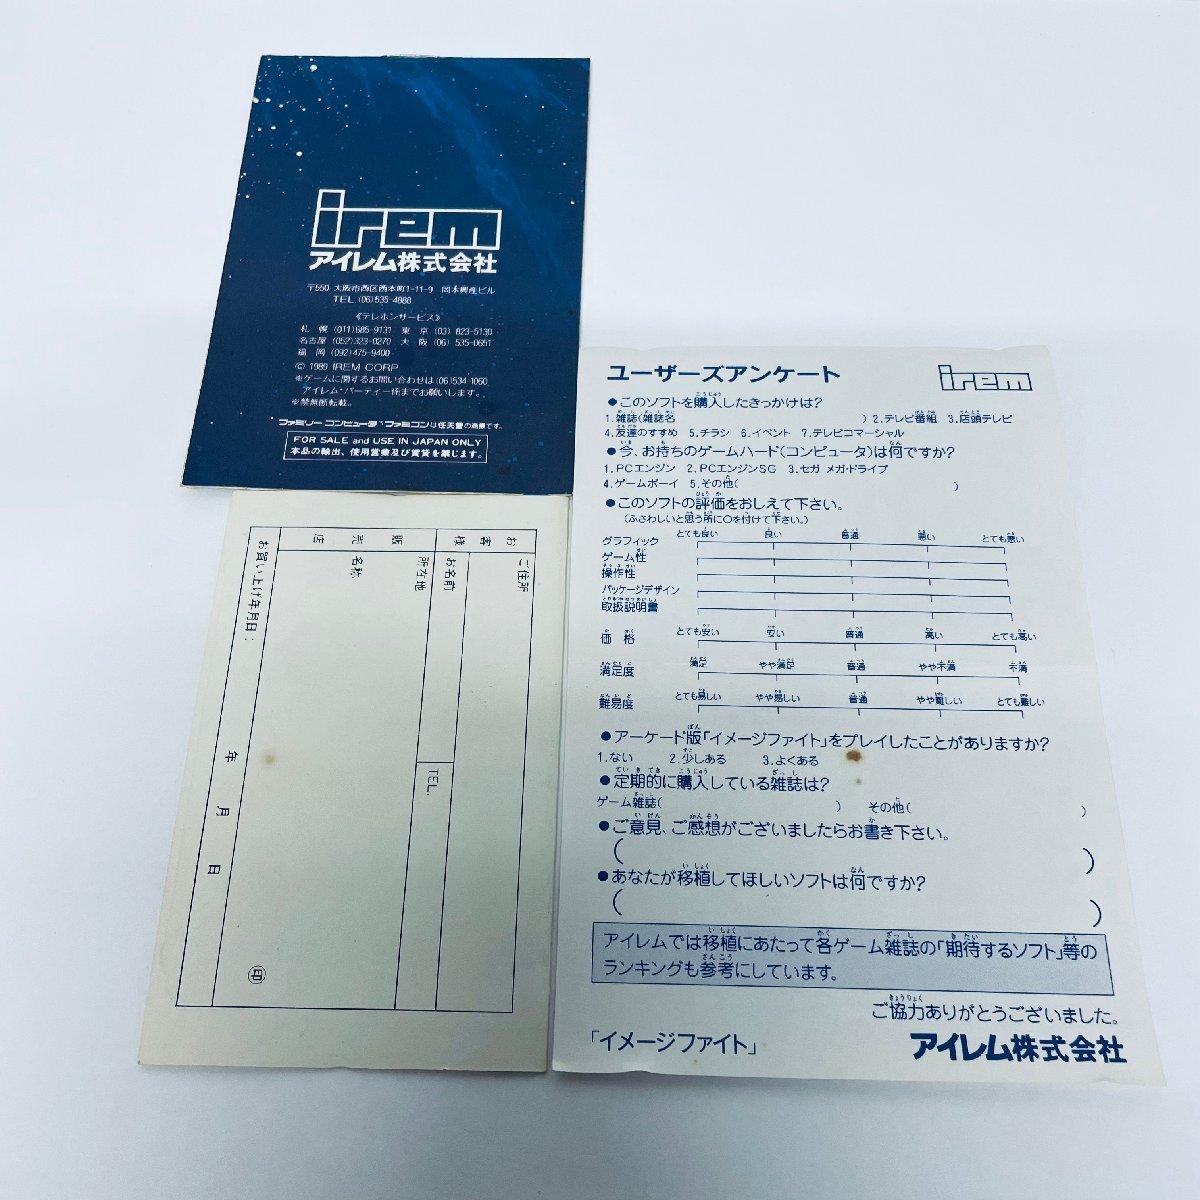 irem
アイレム株式会社
〒550 大阪市西区西本町1-11-9 岡本興産ビル
TEL (06)535-4888
《テレホンサービス》
札 幌 (011)685-9131 東 京 (03) 823-5130
名古屋 (052)323-0270 大 阪 (06) 535-0651
福 岡 (092)475-9400
© 1989 IREM CORP
※ゲームに関するお問い合わせは(06)534-1060
アイレム・パーティー係までお願いします。
※禁無断転載。
ファミリーコンピュータ・ファミコンは任天堂の商標です。
FOR SALE and USE IN JAPAN ONLY
本品の輸出、使用営業及び賃貸を禁じます。
お客様
ご住所
お名前
TEL.
販売店
所在地
名称
お買い上げ年月日: 年 月 日
印
ユーザーズアンケート irem
●このソフトを購入したきっかけは?
1.雑誌(雑誌名 ) 2.テレビ番組 3.店頭テレビ
4.友達のすすめ 5.チラシ 6.イベント 7.テレビコマーシャル
●今、お持ちのゲームハード(コンピュータ)は何ですか?
1.PCエンジン 2.PCエンジンSG 3.セガ メガ・ドライブ
4.ゲームボーイ 5.その他( )
●このソフトの評価をおしえて下さい。
(ふさわしいと思う所に○を付けて下さい。)
とても良い 良い 普通 悪い とても悪い
グラフィック
ゲーム性
操作性
パッケージデザイン
取扱説明書
価 格 とても安い 安い 普通 高い とても高い
満足度 満足 やや満足 普通 やや不満 不満
難易度 とても易しい やや易しい 普通 やや難しい とても難しい
●アーケード版「イメージファイト」をプレイしたことがありますか?
1.ない 2.少しある 3.よくある
●定期的に購入している雑誌は?
ゲーム雑誌( ) その他( )
●ご意見、ご感想がございましたらお書き下さい。
( )
●あなたが移植してほしいソフトは何ですか?
( )
アイレムでは移植にあたって各ゲーム雑誌の「期待するソフト」等の
ランキングも参考にしています。
ご協力ありがとうございました。
「イメージファイト」 アイレム株式会社